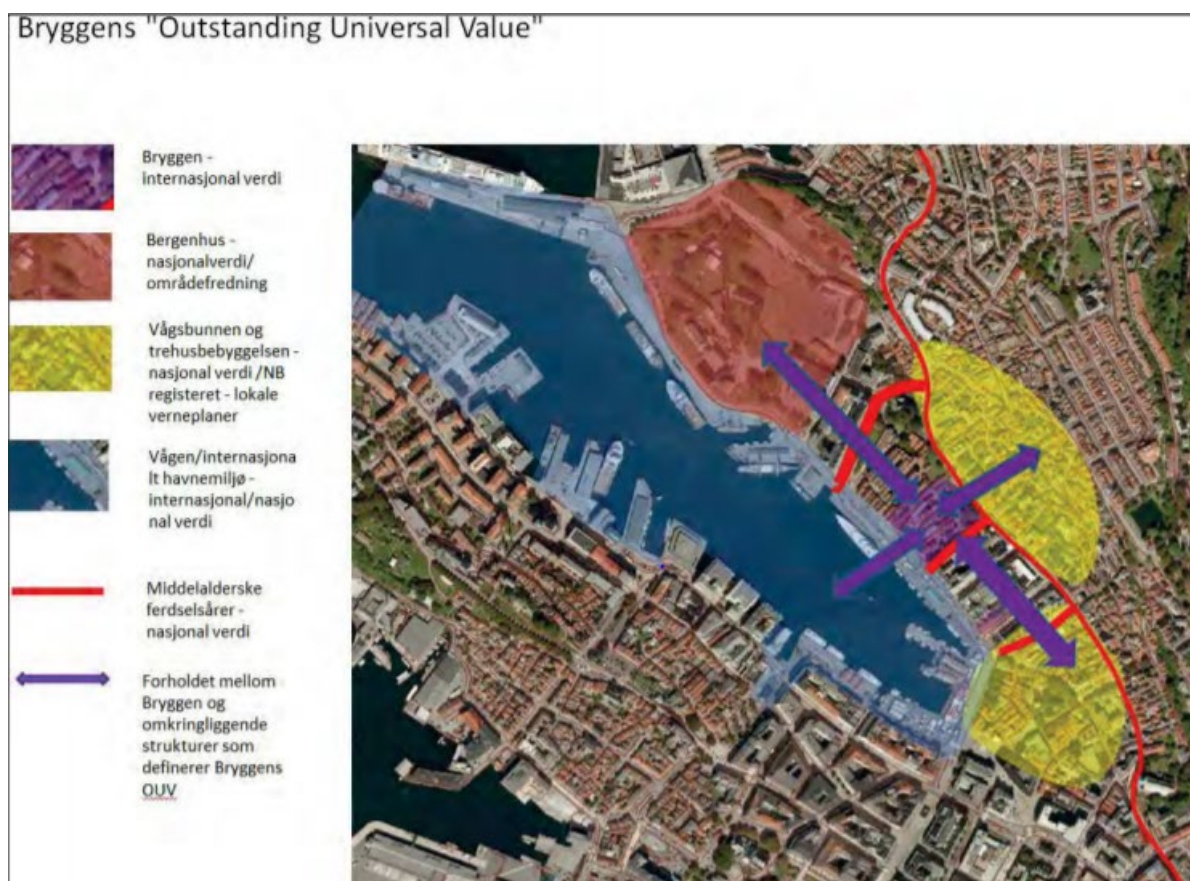 Bryggens "Outstanding Universal Value"
Bryggen -
internasjonal verdi
Bergenhus -
nasjonalverdi/
områdefredning
Vågsbunnen og
trehusbebyggelsen -
nasjonal verdi /NB
registeret - lokale
verneplaner
Vågen/internasjona
lt havnemiljø -
internasjonal/nasjo
nal verdi
Middelalderske
ferdselsårer -
nasjonal verdi
Forholdet mellom
Bryggen og
omkringliggende
strukturer som
definerer Bryggens
OUV